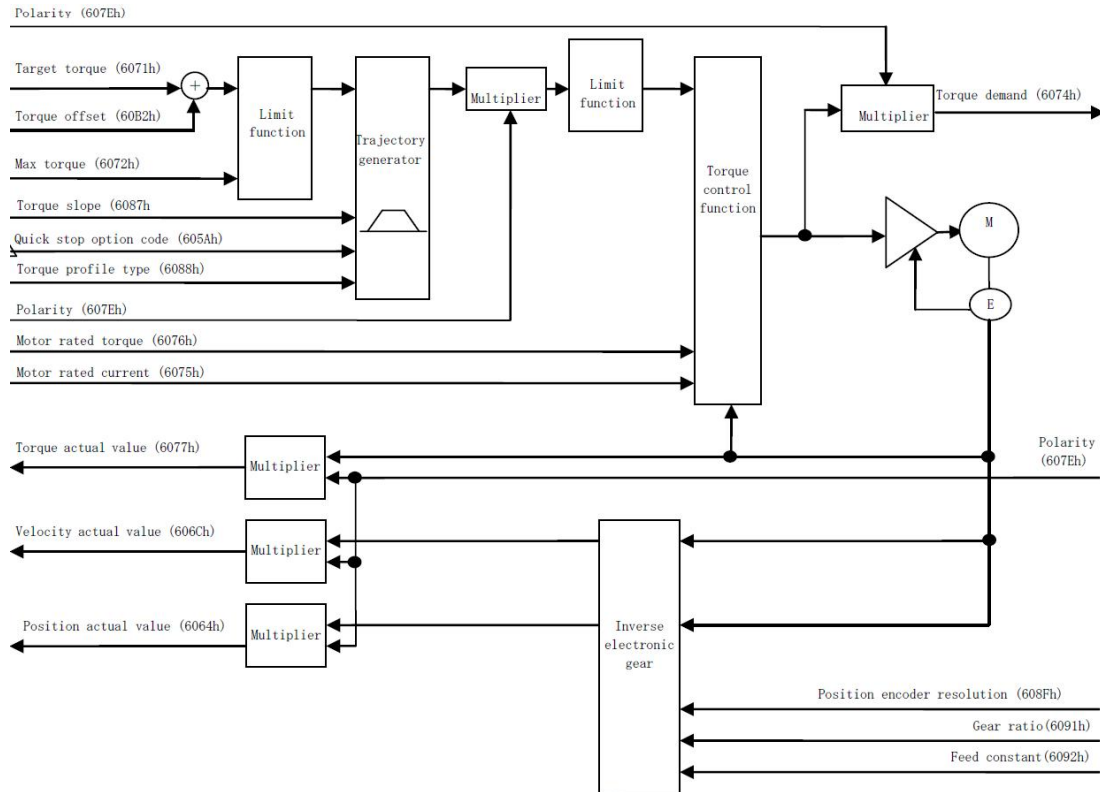 Polarity (607Eh)
Target torque (6071h)
+
Torque offset (60B2h)
Max torque (6072h)
Torque slope (6087h
Quick stop option code (605Ah)
Torque profile type (6088h)
Polarity (607Eh)
Motor rated torque (6076h)
Motor rated current (6075h)
Limit
function
Trajectory
generator
Multiplier
Limit
function
Torque
control
function
Multiplier
Torque demand (6074h)
M
E
Torque actual value (6077h)
Multiplier
Polarity
(607Eh)
Velocity actual value (606Ch)
Multiplier
Position actual value (6064h)
Multiplier
Inverse
electronic
gear
Position encoder resolution (608Fh)
Gear ratio(6091h)
Feed constant(6092h)